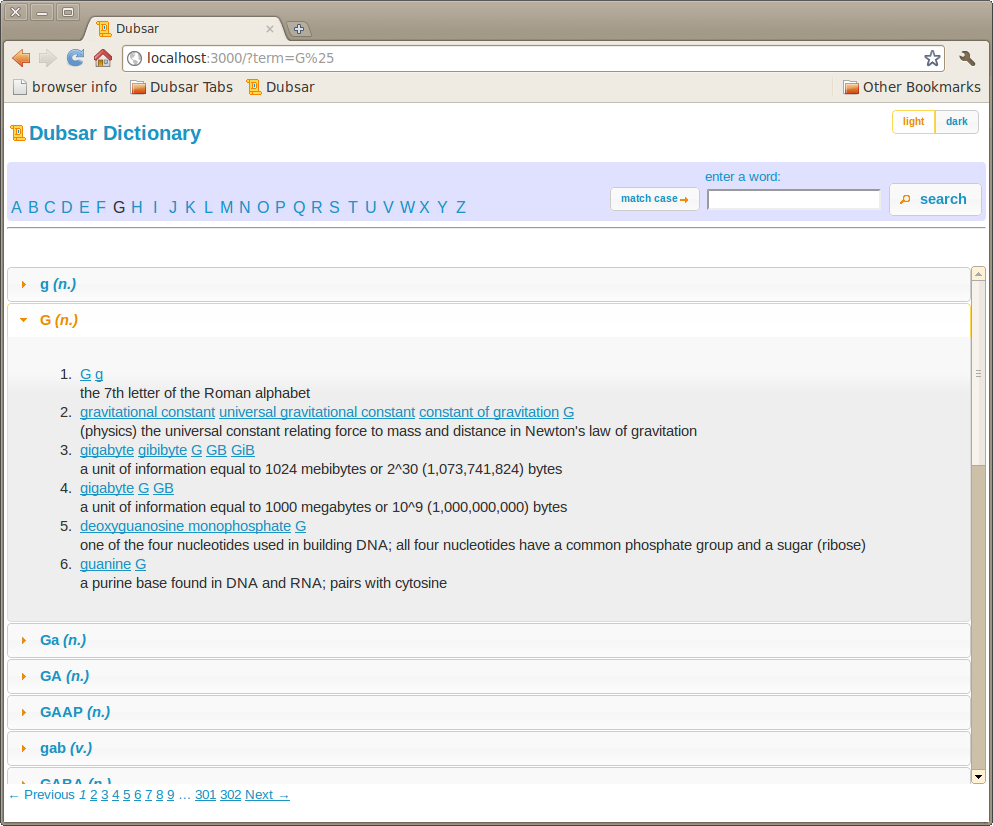 Dubsar
localhost:3000/?term=G%25
browser info Dubsar Tabs Dubsar Other Bookmarks
light dark
Dubsar Dictionary
enter a word:
A B C D E F G H I J K L M N O P Q R S T U V W X Y Z match case→ search
g (n.)
G (n.)
1. G g
the 7th letter of the Roman alphabet
2. gravitational constant universal gravitational constant constant of gravitation G
(physics) the universal constant relating force to mass and distance in Newton's law of gravitation
3. gigabyte gibibyte G GB GiB
a unit of information equal to 1024 mebibytes or 2^30 (1,073,741,824) bytes
4. gigabyte G GB
a unit of information equal to 1000 megabytes or 10^9 (1,000,000,000) bytes
5. deoxyguanosine monophosphate G
one of the four nucleotides used in building DNA; all four nucleotides have a common phosphate group and a sugar (ribose)
6. guanine G
a purine base found in DNA and RNA; pairs with cytosine
Ga (n.)
GA (n.)
GAAP (n.)
gab (v.)
GABA (n.)
← Previous 1 2 3 4 5 6 7 8 9 … 301 302 Next →